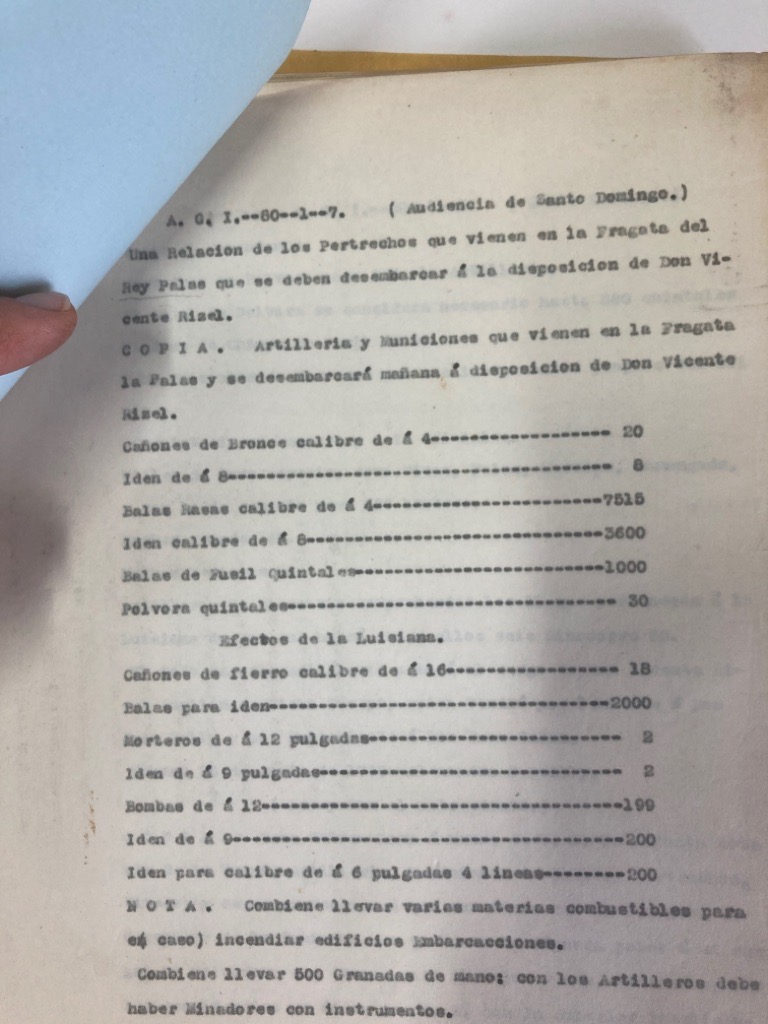 A. G. I.--80--1--7.    ( Audiencia de Santo Domingo.)
Una Relacion de los Pertrechos que vienen en la Fragata del
Rey Palas que se deben desembarcar á la disposicion de Don Vi-
cente Rizel.
C O P I A .   Artilleria y Municiones que vienen en la Fragata
la Palas y se desembarcará mañana á disposicion de Don Vicente
Rizel.
Cañones de Bronce calibre de á 4------------------ 20
Iden de á 8--------------------------------------- 8
Balas Rasas calibre de á 4-----------------------7515
Iden calibre de á 8------------------------------3600
Balas de Fusil Quintales-------------------------1000
Polvora quintales--------------------------------- 30
Efectos de la Luisiana.
Cañones de fierro calibre de á 16----------------- 18
Balas para iden----------------------------------2000
Morteros de á 12 pulgadas------------------------- 2
Iden de á 9 pulgadas------------------------------ 2
Bombas de á 12------------------------------------199
Iden de á 9---------------------------------------200
Iden para calibre de á 6 pulgadas 4 lineas--------200
N O T A .   Combiene llevar varias materias combustibles para
en caso) incendiar edificios Embarcacciones.
Combiene llevar 500 Granadas de mano; con los Artilleros debe
haber Minadores con instrumentos.